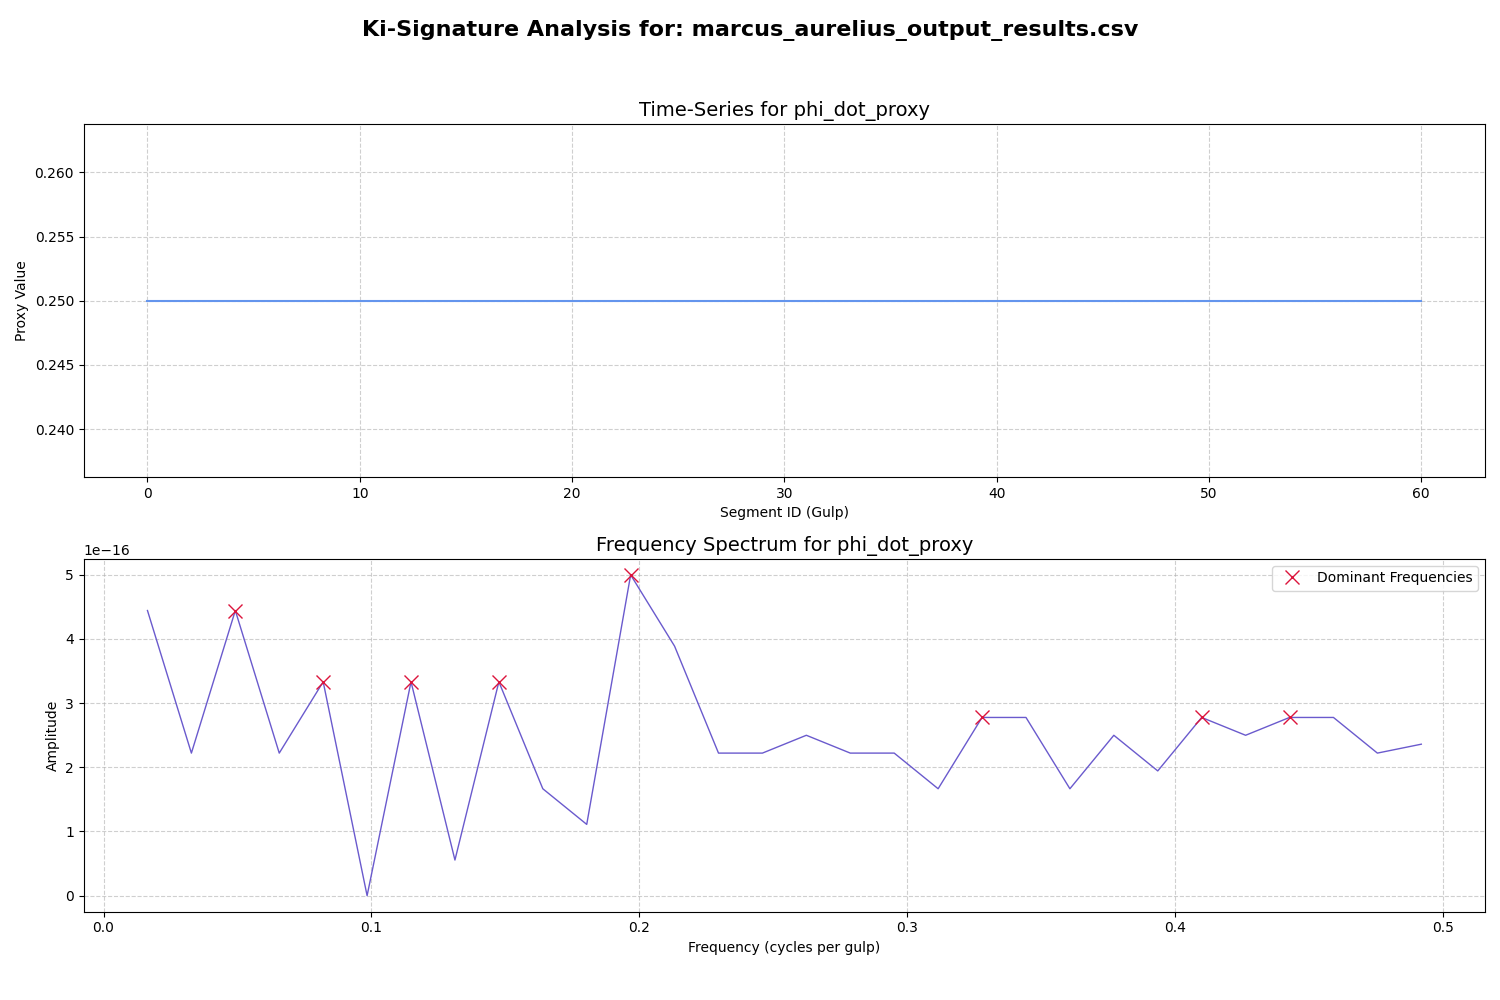 Ki-Signature Analysis for: marcus_aurelius_output_results.csv
Time-Series for phi_dot_proxy
Proxy Value
0.260
0.255
0.250
0.245
0.240
0 10 20 30 40 50 60
Segment ID (Gulp)
Frequency Spectrum for phi_dot_proxy
1e−16
Dominant Frequencies
Amplitude
5
4
3
2
1
0
0.0 0.1 0.2 0.3 0.4 0.5
Frequency (cycles per gulp)